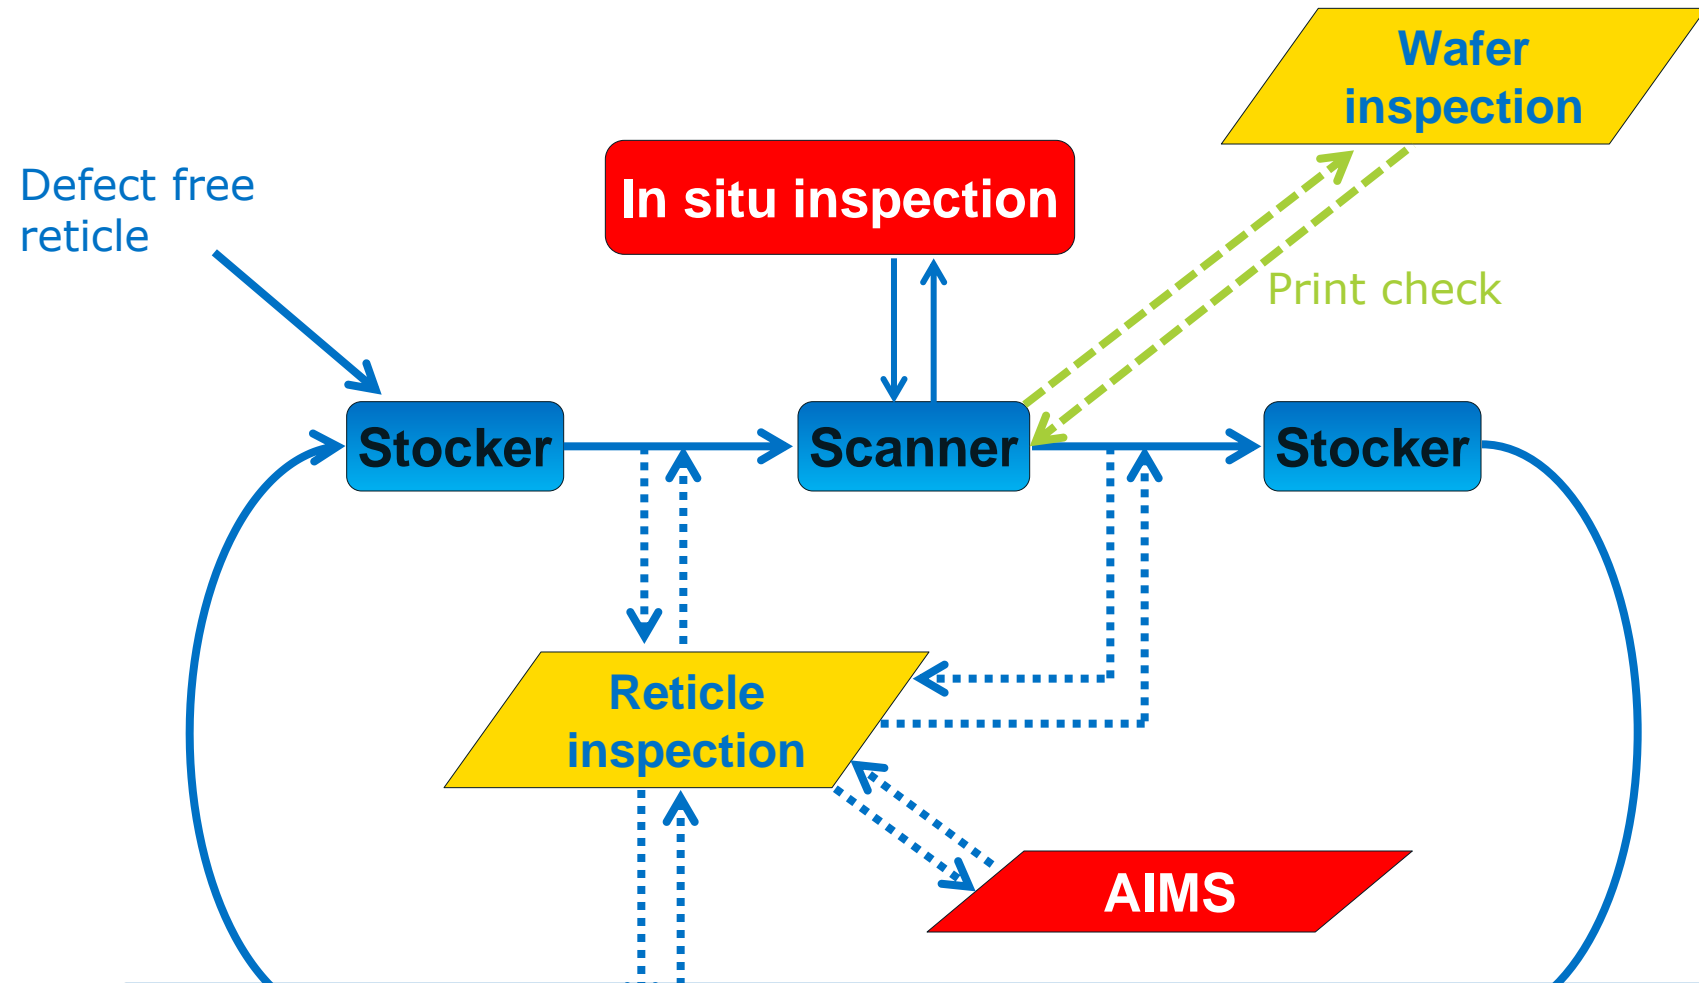 Wafer
inspection
Defect free
reticle
In situ inspection
Print check
Stocker
Scanner
Stocker
Reticle
inspection
AIMS